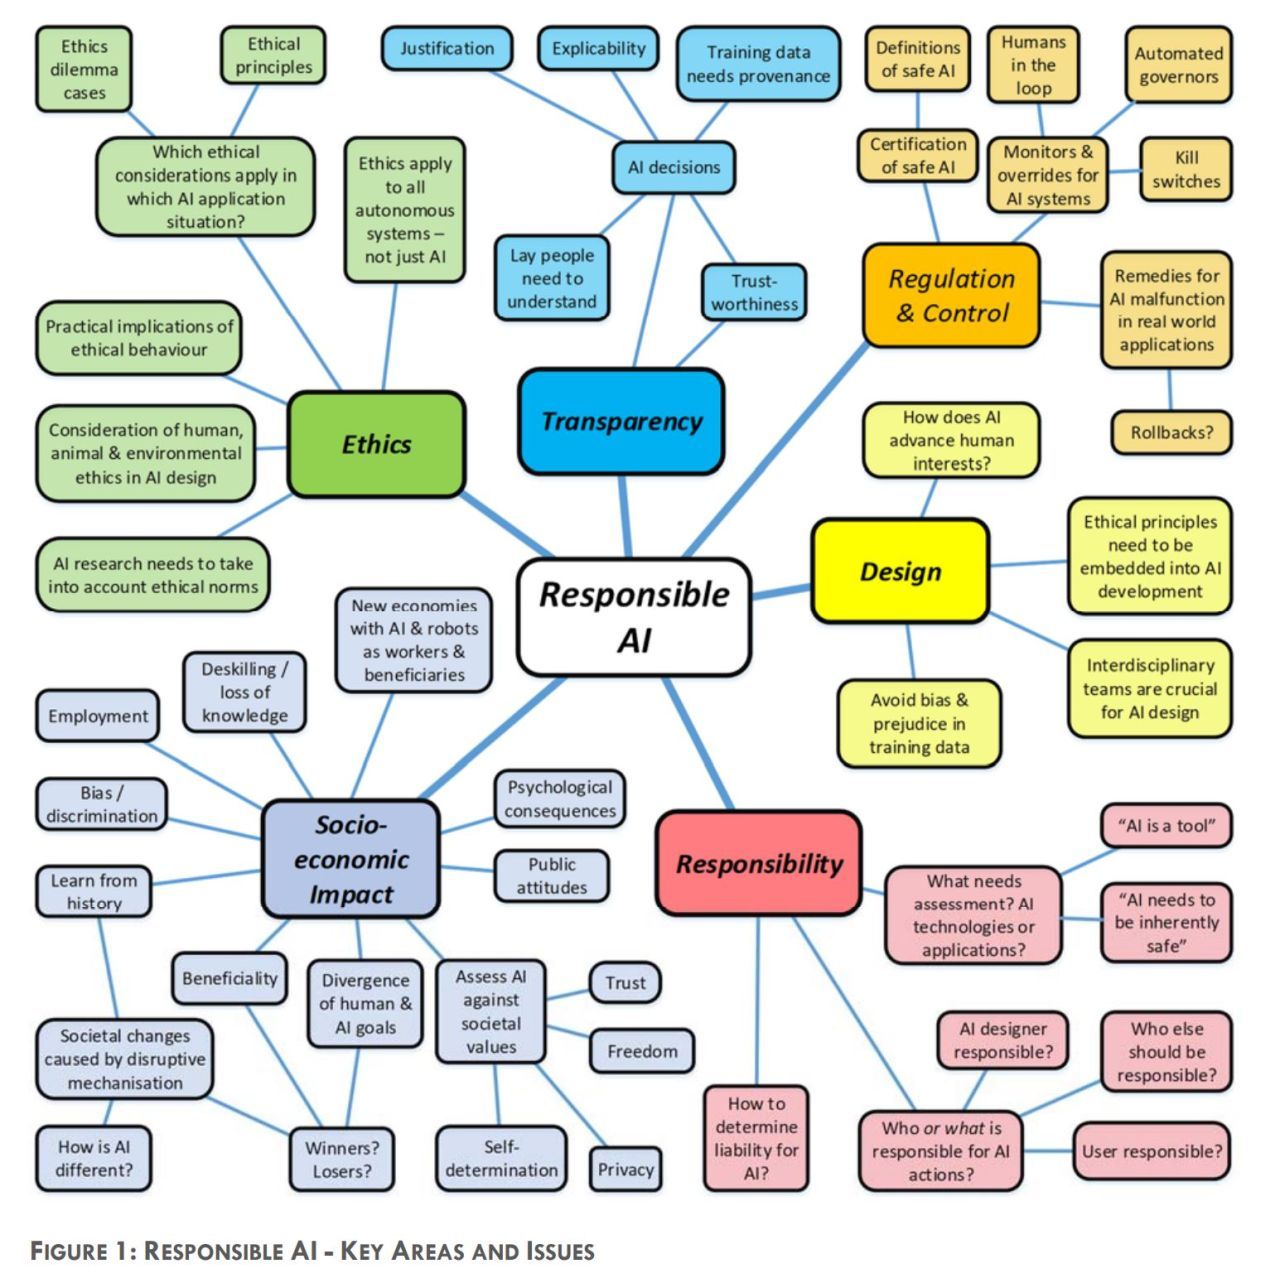 Ethics
dilemma
cases
Ethical
principles
Which ethical
considerations apply in
which AI application
situation?
Ethics apply
to all
autonomous
systems –
not just AI
Practical implications of
ethical behaviour
Consideration of human,
animal & environmental
ethics in AI design
AI research needs to take
into account ethical norms
Ethics
Justification
Explicability
Training data
needs provenance
AI decisions
Lay people
need to
understand
Trust-
worthiness
Transparency
Definitions
of safe AI
Humans
in the
loop
Automated
governors
Certification
of safe AI
Monitors &
overrides for
AI systems
Kill
switches
Regulation
& Control
Remedies for
AI malfunction
in real world
applications
Rollbacks?
How does AI
advance human
interests?
Design
Ethical principles
need to be
embedded into AI
development
Interdisciplinary
teams are crucial
for AI design
Avoid bias &
prejudice in
training data
Responsible
AI
New economies
with AI & robots
as workers &
beneficiaries
Deskilling /
loss of
knowledge
Employment
Bias /
discrimination
Learn from
history
Socio-
economic
Impact
Psychological
consequences
Public
attitudes
Beneficiality
Divergence
of human &
AI goals
Assess AI
against
societal
values
Trust
Freedom
Societal changes
caused by disruptive
mechanisation
How is AI
different?
Winners?
Losers?
Self-
determination
Privacy
Responsibility
What needs
assessment? AI
technologies or
applications?
“AI is a tool”
“AI needs to
be inherently
safe”
AI designer
responsible?
Who else
should be
responsible?
How to
determine
liability for
AI?
Who or what is
responsible for AI
actions?
User responsible?
FIGURE 1: RESPONSIBLE AI - KEY AREAS AND ISSUES